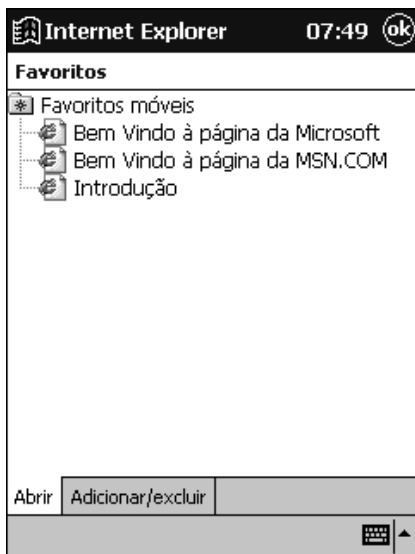 Internet Explorer 07:49 ok
Favoritos
Favoritos móveis
Bem Vindo à página da Microsoft
Bem Vindo à página da MSN.COM
Introdução
Abrir Adicionar/excluir